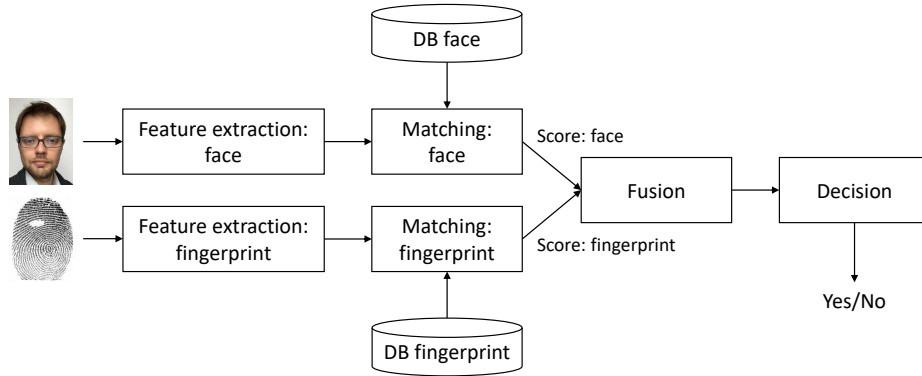 DB face
Feature extraction:
face
Matching:
face
Score: face
Fusion
Decision
Feature extraction:
fingerprint
Matching:
fingerprint
Score: fingerprint
Yes/No
DB fingerprint